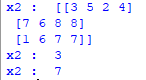 x2 :  [[3 5 2 4]
 [7 6 8 8]
 [1 6 7 7]]
x2 :  3
x2 :  7